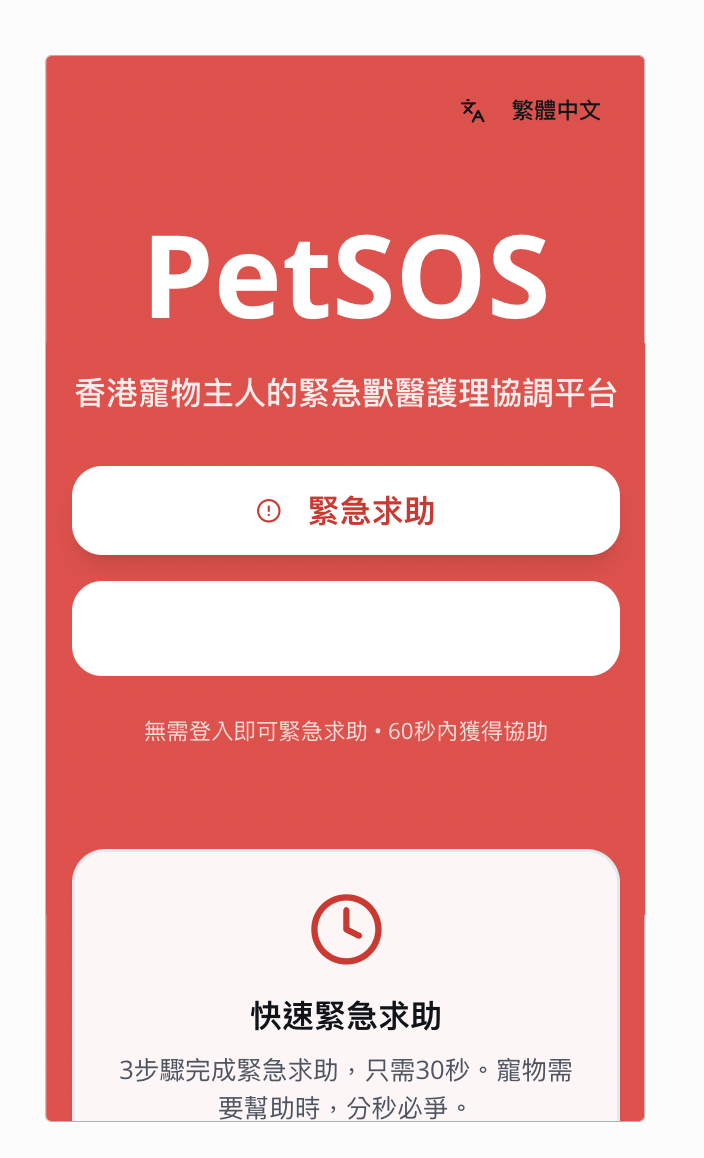 繁體中文
PetSOS
香港寵物主人的緊急獸醫護理協調平台
緊急求助
無需登入即可緊急求助 • 60秒內獲得協助
快速緊急求助
3步驟完成緊急求助，只需30秒。寵物需
要幫助時，分秒必爭。